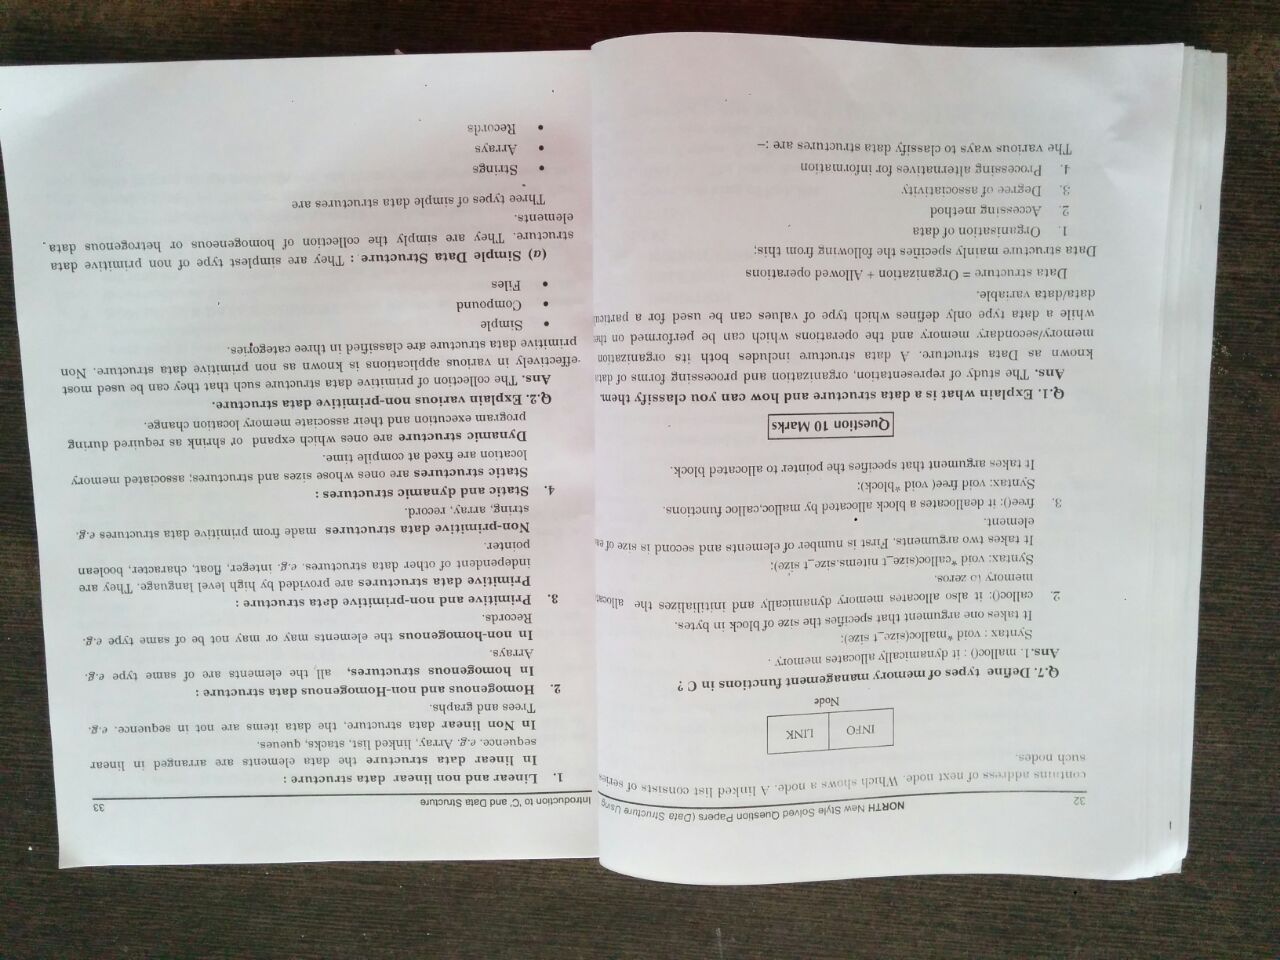 32
NORTH New Style Solved Question Papers (Data Structure Using
contains address of next node. Which shows a node. A linked list consists of series
such nodes.
INFO LINK
Node
Q.7. Define types of memory management functions in C ?
Ans.1. malloc() : it dynamically allocates memory .
Syntax : void *malloc(size_t size);
It takes one argument that specifies the size of block in bytes.
2. calloc(): it also allocates memory dynamically and initilializes the
memory to zeros.
Syntax: void *calloc(size_t nitems,size_t size);
It takes two arguments. First is number of elements and second is size of
element.
3. free(): it deallocates a block allocated by malloc,calloc functions.
Syntax: void free( void *block);
It takes argument that specifies the pointer to allocated block.
Question 10 Marks
Q.1. Explain what is a data structure and how can you classify them.
Ans. The study of representation, organization and processing forms of data
known as Data structure. A data structure includes both its organization
memory/secondary memory and the operations which can be performed on
while a data type only defines which type of values can be used for a
data/data variable.
Data structure = Organization + Allowed operations
Data structure mainly specifies the following from this;
1. Organisation of data
2. Accessing method
3. Degree of associativity
4. Processing alternatives for information
The various ways to classify data structures are :–
Introduction to 'C' and Data Structure 33
1. Linear and non linear data structure :
In linear data structure the data elements are arranged in linear
sequence. e.g. Array, linked list, stacks, queues.
In Non linear data structure, the data items are not in sequence. e.g.
Trees and graphs.
2. Homogenous and non-Homogenous data structure :
In homogenous structures, all the elements are of same type e.g.
Arrays.
In non-homogenous the elements may or may not be of same type e.g.
Records.
3. Primitive and non-primitive data structure :
Primitive data structures are provided by high level language. They are
independent of other data structures. e.g. integer, float, character, boolean
pointer.
Non-primitive data structures made from primitive data structures e.g.
string, array, record.
4. Static and dynamic structures :
Static structures are ones whose sizes and structures; associated memory
location are fixed at compile time.
Dynamic structure are ones which expand or shrink as required during
program execution and their associate memory location change.
Q.2. Explain various non-primitive data structure.
Ans. The collection of primitive data structure such that they can be used most
effectively in various applications is known as non primitive data structure. Non
primitive data structure are classified in three categories.
• Simple
• Compound
• Files
(a) Simple Data Structure : They are simplest type of non primitive data
structure. They are simply the collection of homogeneous or hetrogenous data
elements.
Three types of simple data structures are
• Strings
• Arrays
• Records